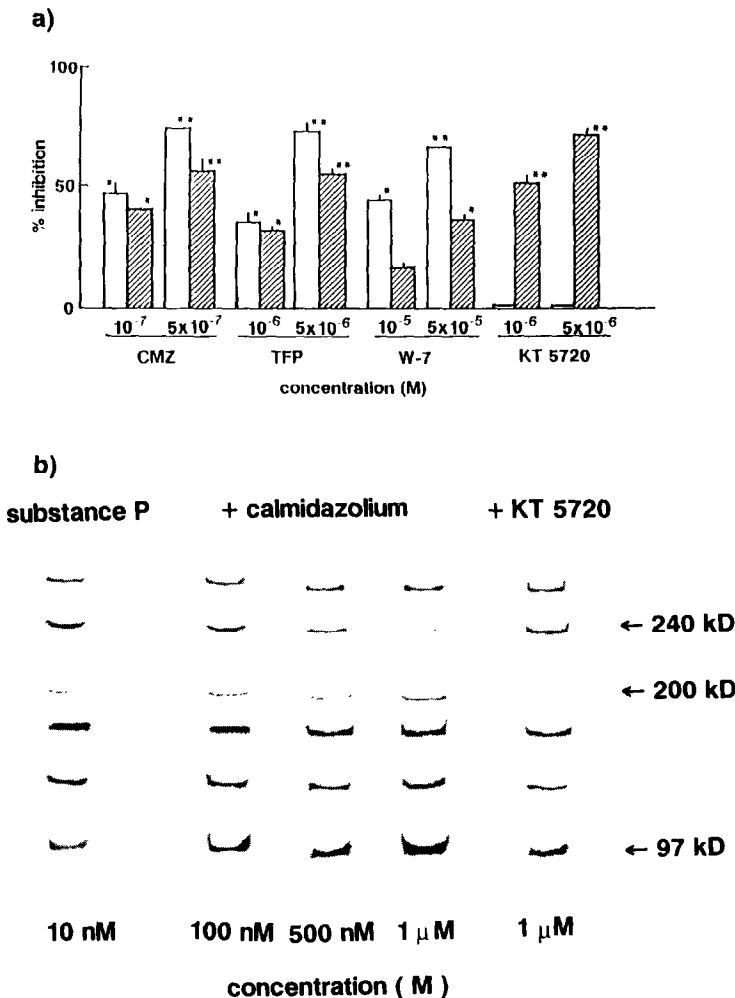 a)
100
50
0
% inhibition
* * ** ** * * ** ** * ** * ** **
10⁻⁷ 5x10⁻⁷ 10⁻⁶ 5x10⁻⁶ 10⁻⁵ 5x10⁻⁵ 10⁻⁶ 5x10⁻⁶
CMZ TFP W-7 KT 5720
concentration (M)
b)
substance P + calmidazolium + KT 5720
← 240 kD
← 200 kD
← 97 kD
10 nM 100 nM 500 nM 1 μM 1 μM
concentration ( M )